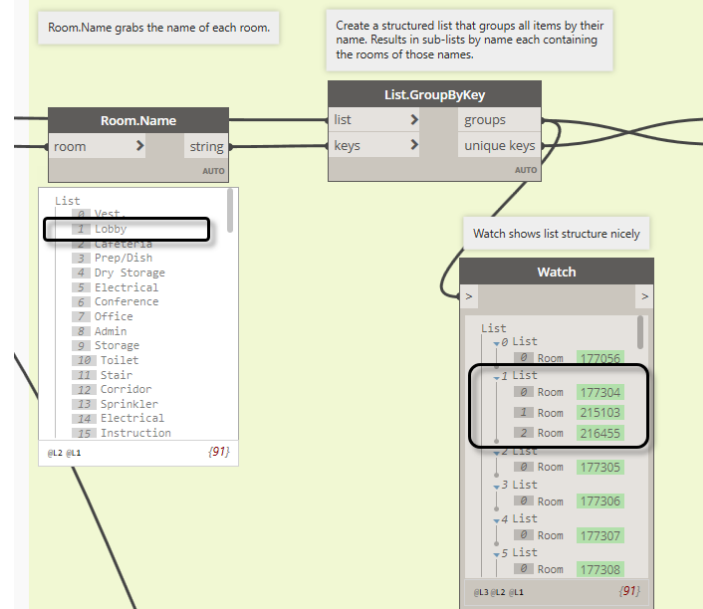 Room.Name grabs the name of each room.
Create a structured list that groups all items by their
name. Results in sub-lists by name each containing
the rooms of those names.
Room.Name
room > string
AUTO
List.GroupByKey
list > groups
keys > unique keys
AUTO
List
0 Vest.
1 Lobby
2 Cafeteria
3 Prep/Dish
4 Dry Storage
5 Electrical
6 Conference
7 Office
8 Admin
9 Storage
10 Toilet
11 Stair
12 Corridor
13 Sprinkler
14 Electrical
15 Instruction
@L2 @L1 {91}
Watch shows list structure nicely
Watch
> >
List
0 List
0 Room 177056
1 List
0 Room 177304
1 Room 215103
2 Room 216455
2 List
0 Room 177305
3 List
0 Room 177306
4 List
0 Room 177307
5 List
0 Room 177308
@L3 @L2 @L1 {91}